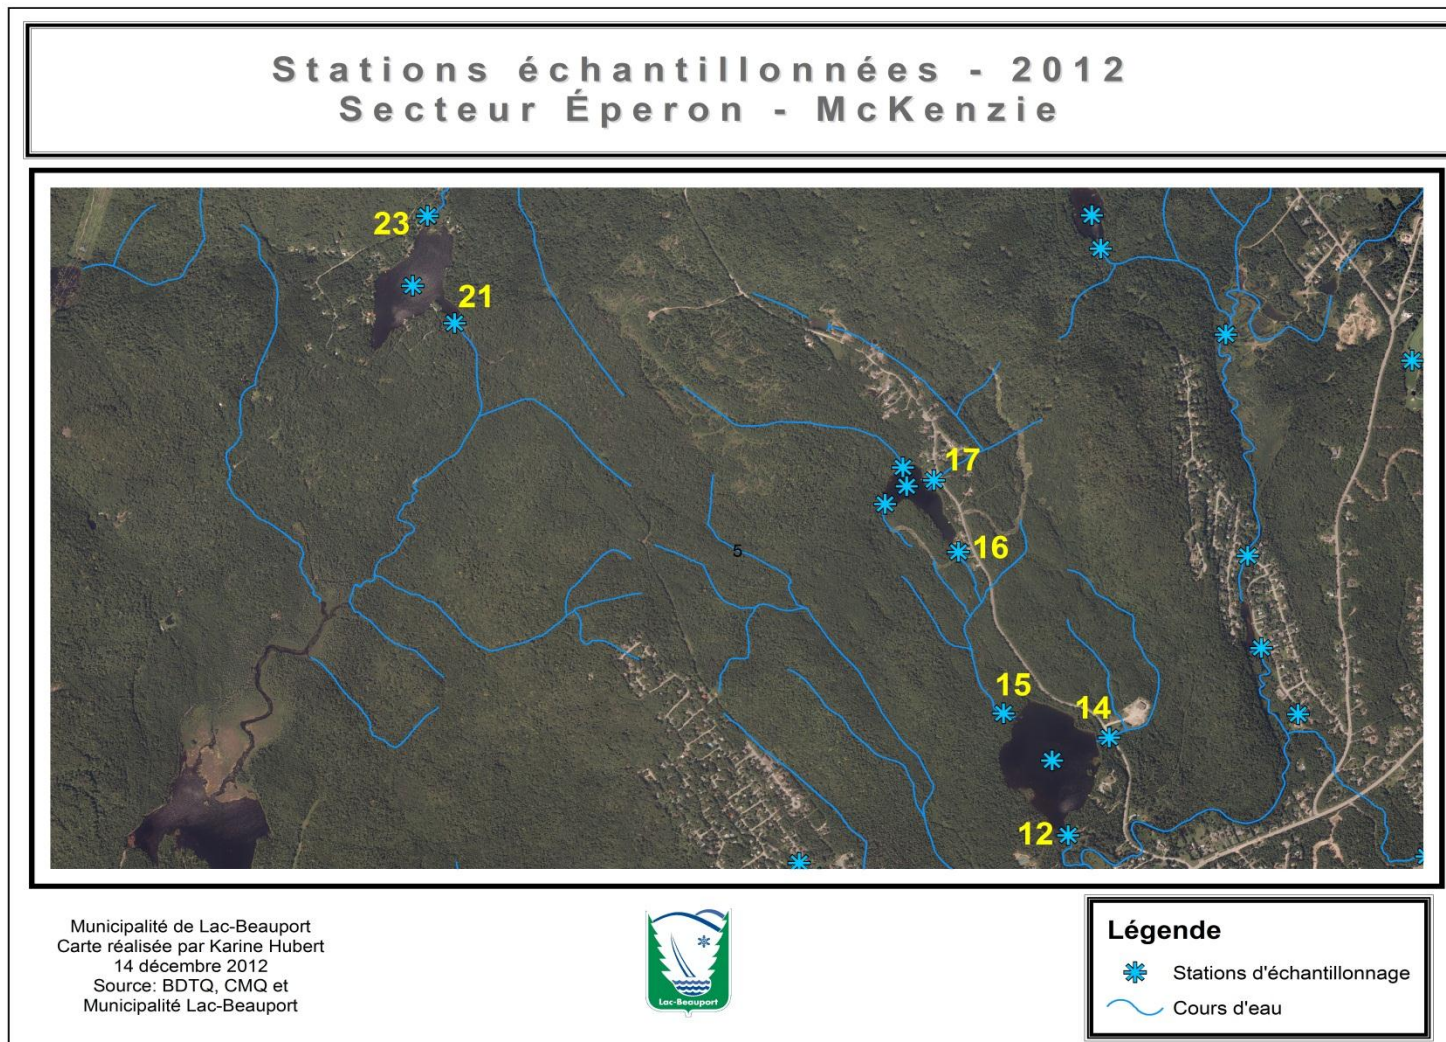 Stations échantillonnées - 2012
Secteur Éperon - McKenzie
23
21
17
5
16
15
14
12
Municipalité de Lac-Beauport
Carte réalisée par Karine Hubert
14 décembre 2012
Source: BDTQ, CMQ et
Municipalité Lac-Beauport
Lac-Beauport
Légende
Stations d'échantillonnage
Cours d'eau